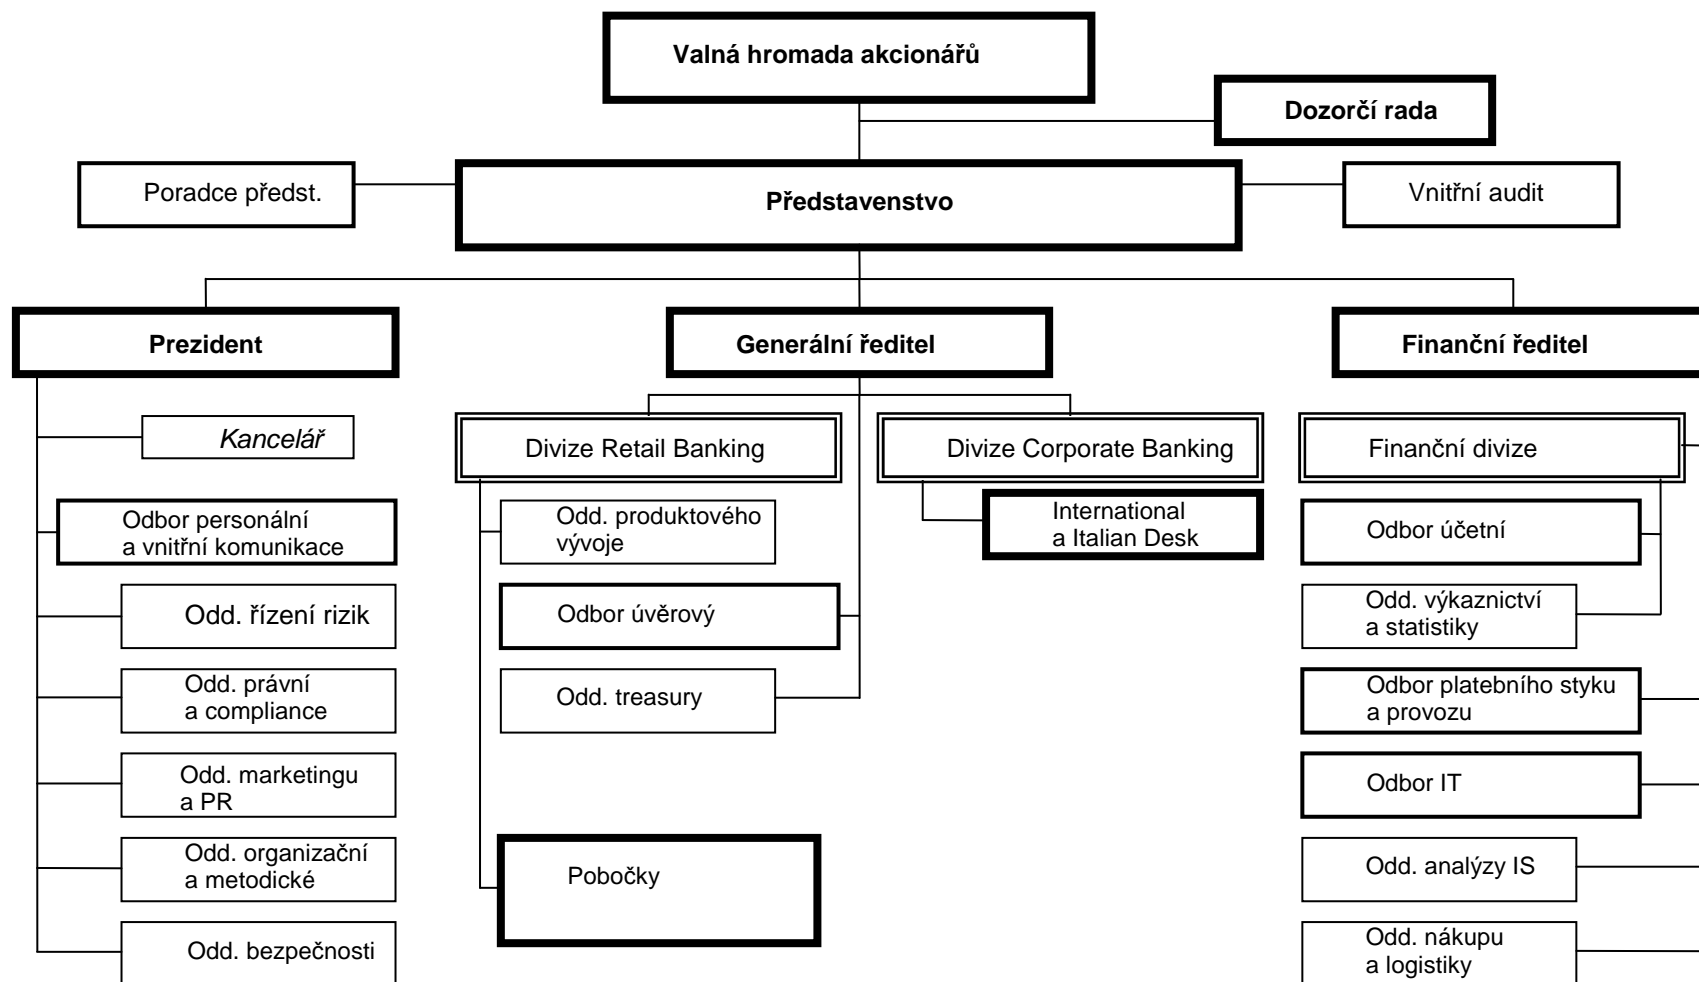 Valná hromada akcionářů
Dozorčí rada
Poradce předst.
Představenstvo
Vnitřní audit
Prezident
Generální ředitel
Finanční ředitel
Kancelář
Divize Retail Banking
Divize Corporate Banking
Finanční divize
Odbor personální
a vnitřní komunikace
Odd. produktového
vývoje
International
a Italian Desk
Odbor účetní
Odd. řízení rizik
Odbor úvěrový
Odd. výkaznictví
a statistiky
Odd. právní
a compliance
Odd. treasury
Odbor platebního styku
a provozu
Odd. marketingu
a PR
Odbor IT
Odd. organizační
a metodické
Pobočky
Odd. analýzy IS
Odd. bezpečnosti
Odd. nákupu
a logistiky